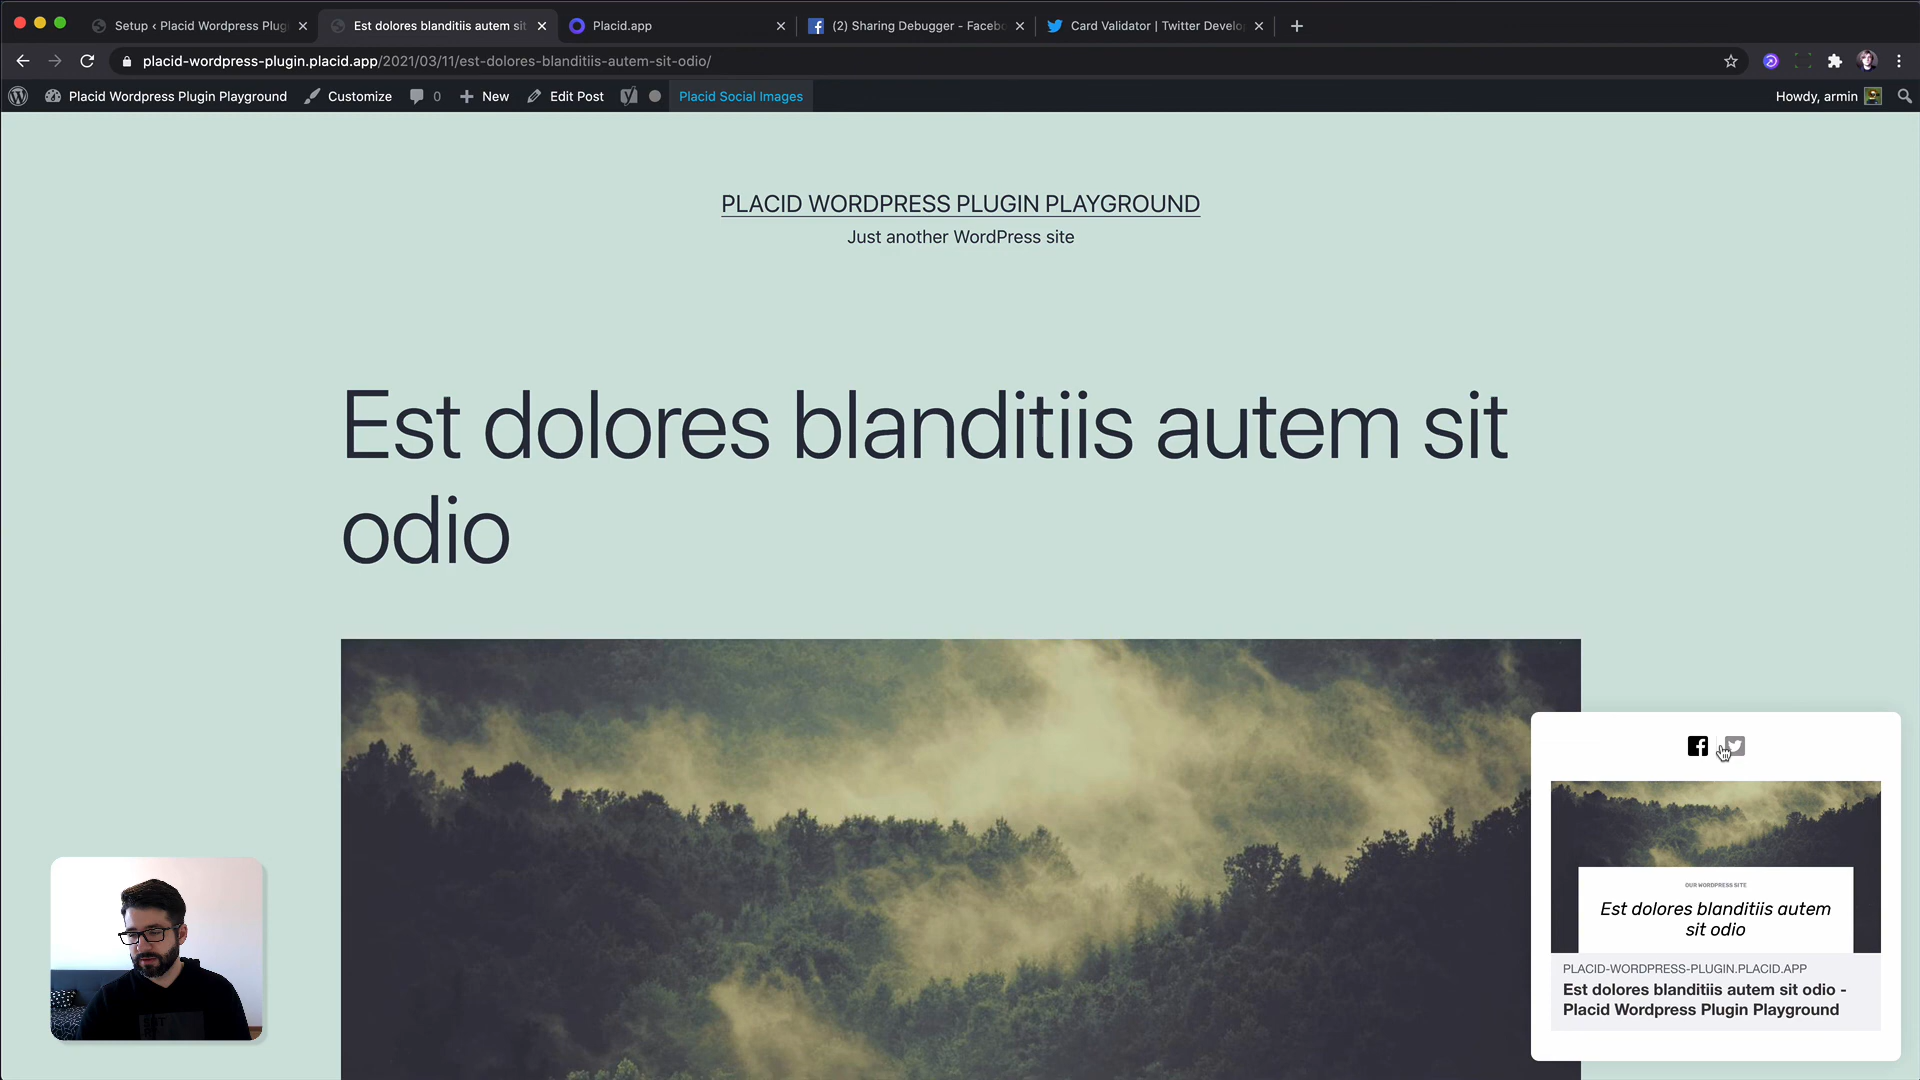 Setup ‹ Placid Wordpress Plugi
Est dolores blanditiis autem sit
Placid.app
(2) Sharing Debugger - Facebo
Card Validator | Twitter Develo
placid-wordpress-plugin.placid.app/2021/03/11/est-dolores-blanditiis-autem-sit-odio/
Placid Wordpress Plugin Playground
Customize
0
New
Edit Post
Placid Social Images
Howdy, armin
PLACID WORDPRESS PLUGIN PLAYGROUND
Just another WordPress site
Est dolores blanditiis autem sit
odio
OUR WORDPRESS SITE
Est dolores blanditiis autem
sit odio
PLACID-WORDPRESS-PLUGIN.PLACID.APP
Est dolores blanditiis autem sit odio -
Placid Wordpress Plugin Playground